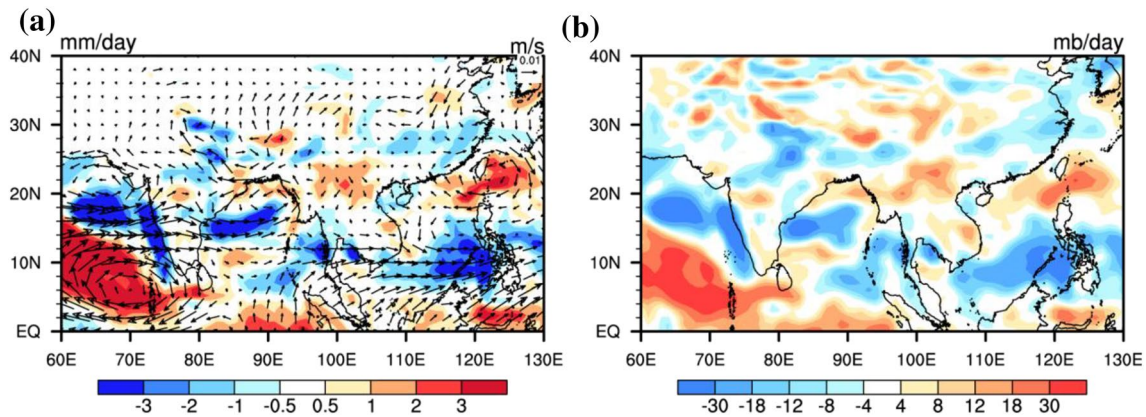 (a)
mm/day
m/s
0.01
40N
30N
20N
10N
EQ
60E 70E 80E 90E 100E 110E 120E 130E
-3 -2 -1 -0.5 0.5 1 2 3
(b)
mb/day
40N
30N
20N
10N
EQ
60E 70E 80E 90E 100E 110E 120E 130E
-30 -18 -12 -8 -4 4 8 12 18 30